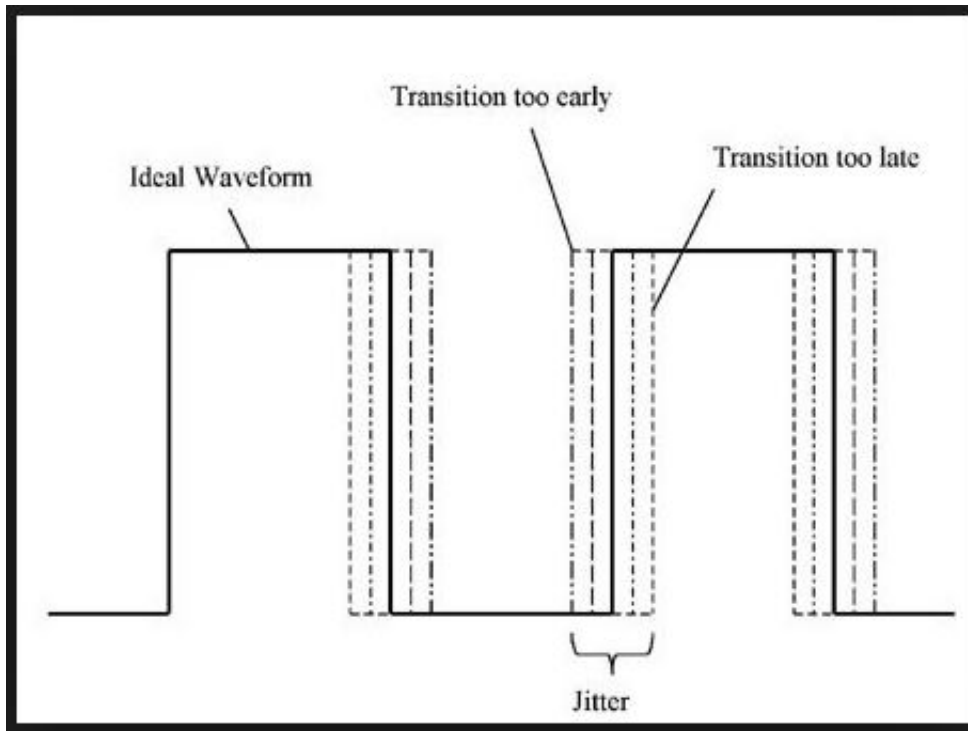 Transition too early
Transition too late
Ideal Waveform
Jitter